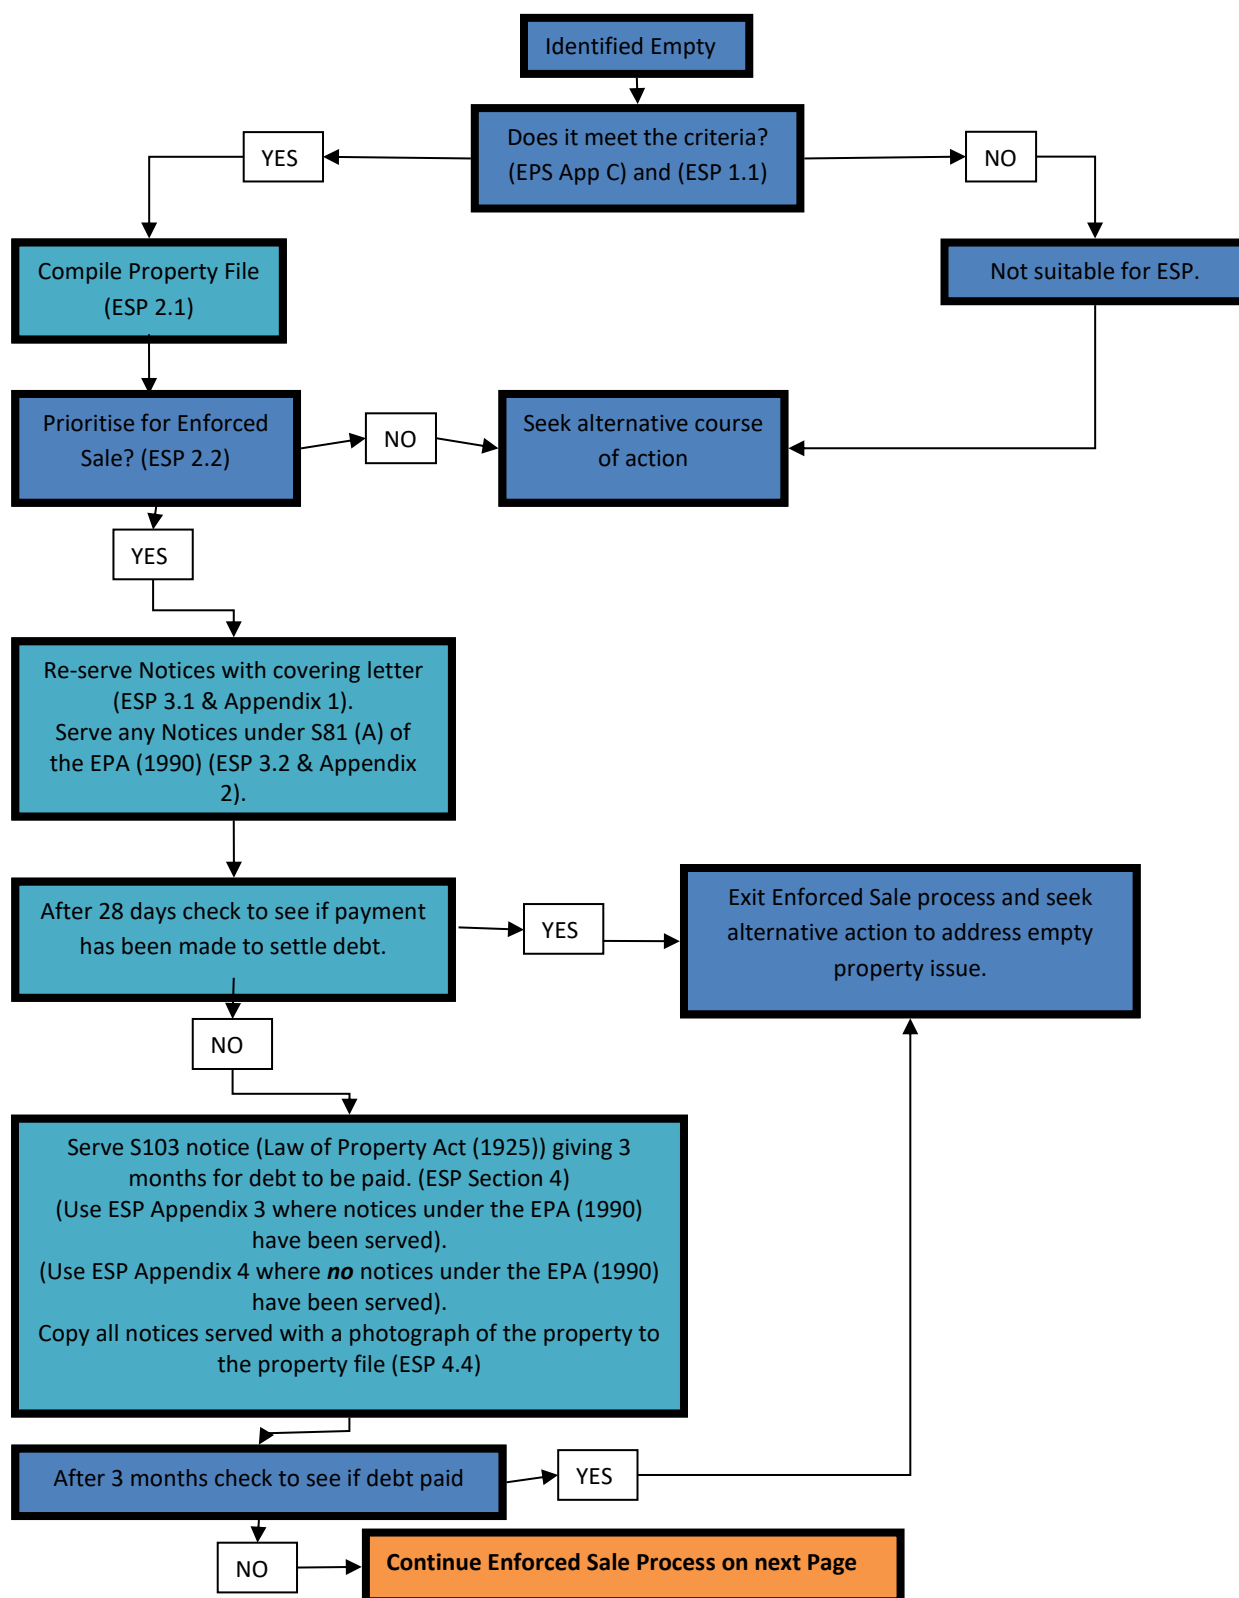 Identified Empty
Does it meet the criteria?
(EPS App C) and (ESP 1.1)
YES
NO
Compile Property File
(ESP 2.1)
Not suitable for ESP.
Prioritise for Enforced
Sale? (ESP 2.2)
NO
Seek alternative course
of action
YES
Re-serve Notices with covering letter
(ESP 3.1 & Appendix 1).
Serve any Notices under S81 (A) of
the EPA (1990) (ESP 3.2 & Appendix
2).
After 28 days check to see if payment
has been made to settle debt.
YES
Exit Enforced Sale process and seek
alternative action to address empty
property issue.
NO
Serve S103 notice (Law of Property Act (1925)) giving 3
months for debt to be paid. (ESP Section 4)
(Use ESP Appendix 3 where notices under the EPA (1990)
have been served).
(Use ESP Appendix 4 where no notices under the EPA (1990)
have been served).
Copy all notices served with a photograph of the property to
the property file (ESP 4.4)
After 3 months check to see if debt paid
YES
NO
Continue Enforced Sale Process on next Page